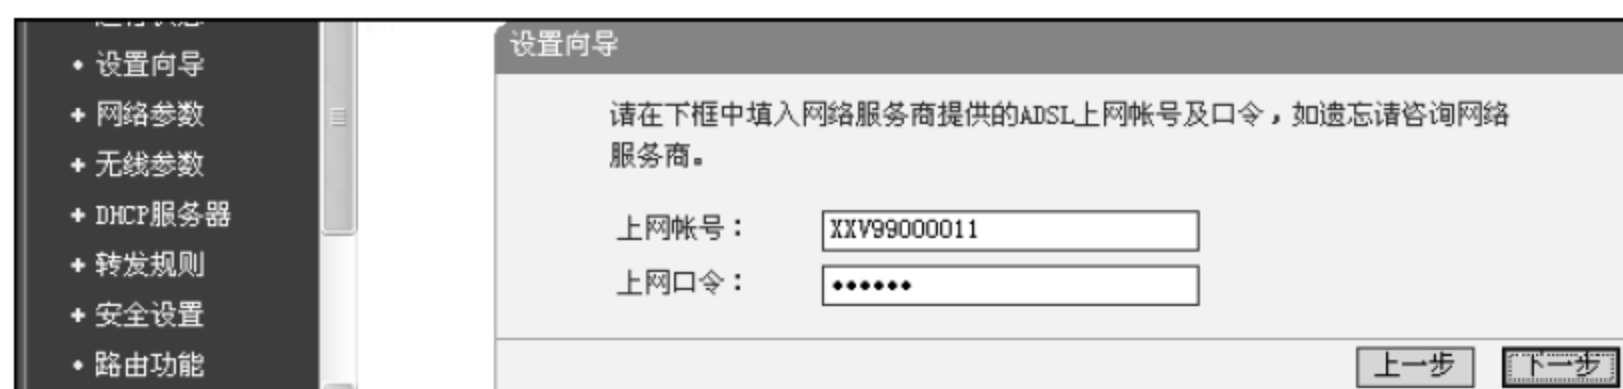 设置向导
网络参数
无线参数
DHCP服务器
转发规则
安全设置
路由功能
设置向导
请在下框中填入网络服务商提供的ADSL上网帐号及口令，如遗忘请咨询网络
服务商。
上网帐号：
XXV99000011
上网口令：
••••••
上一步
下一步